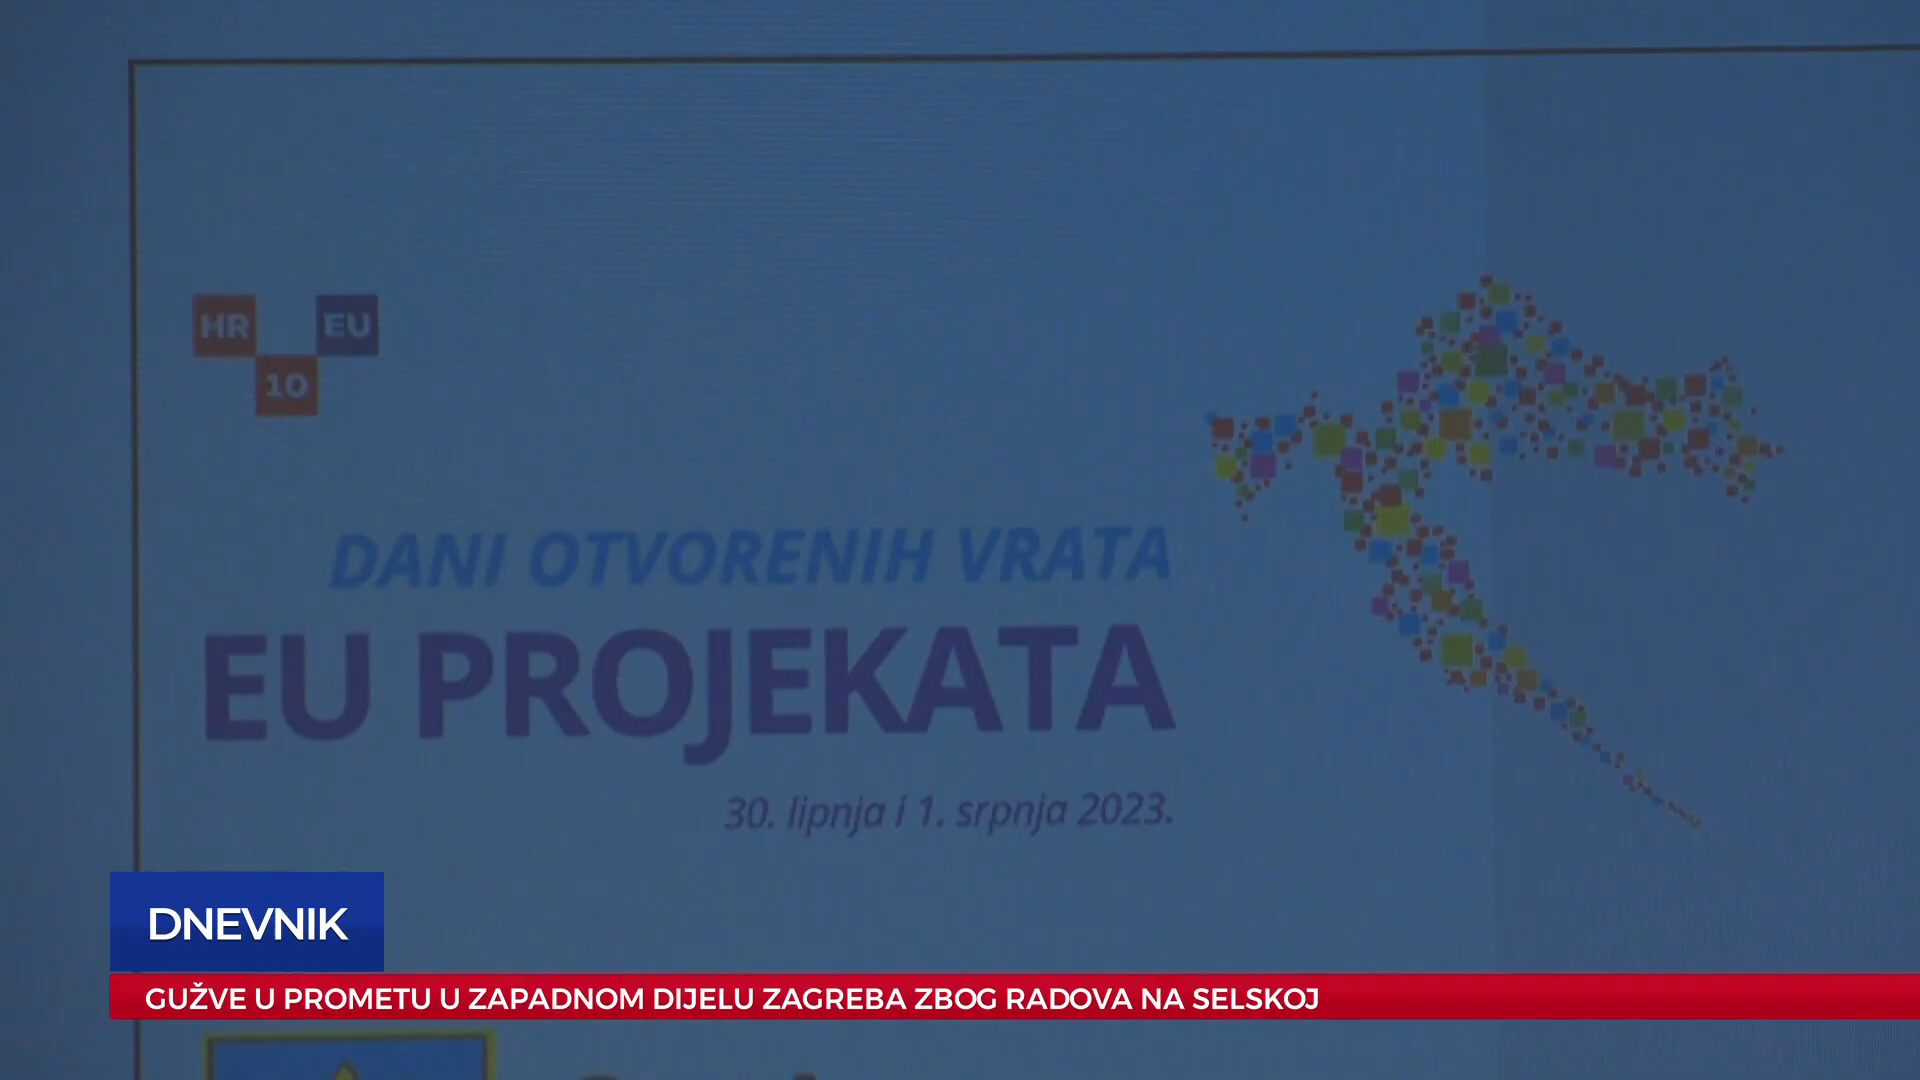 HR EU
10
DANI OTVORENIH VRATA
EU PROJEKATA
30. lipnja i 1. srpnja 2023.
DNEVNIK
GUŽVE U PROMETU U ZAPADNOM DIJELU ZAGREBA ZBOG RADOVA NA SELSKOJ